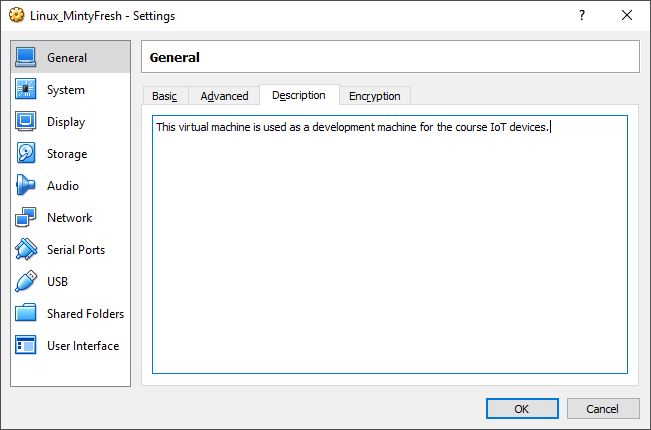 Linux_MintyFresh - Settings
?
General
System
Display
Storage
Audio
Network
Serial Ports
USB
Shared Folders
User Interface
General
Basic Advanced Description Encryption
This virtual machine is used as a development machine for the course IoT devices.
OK Cancel